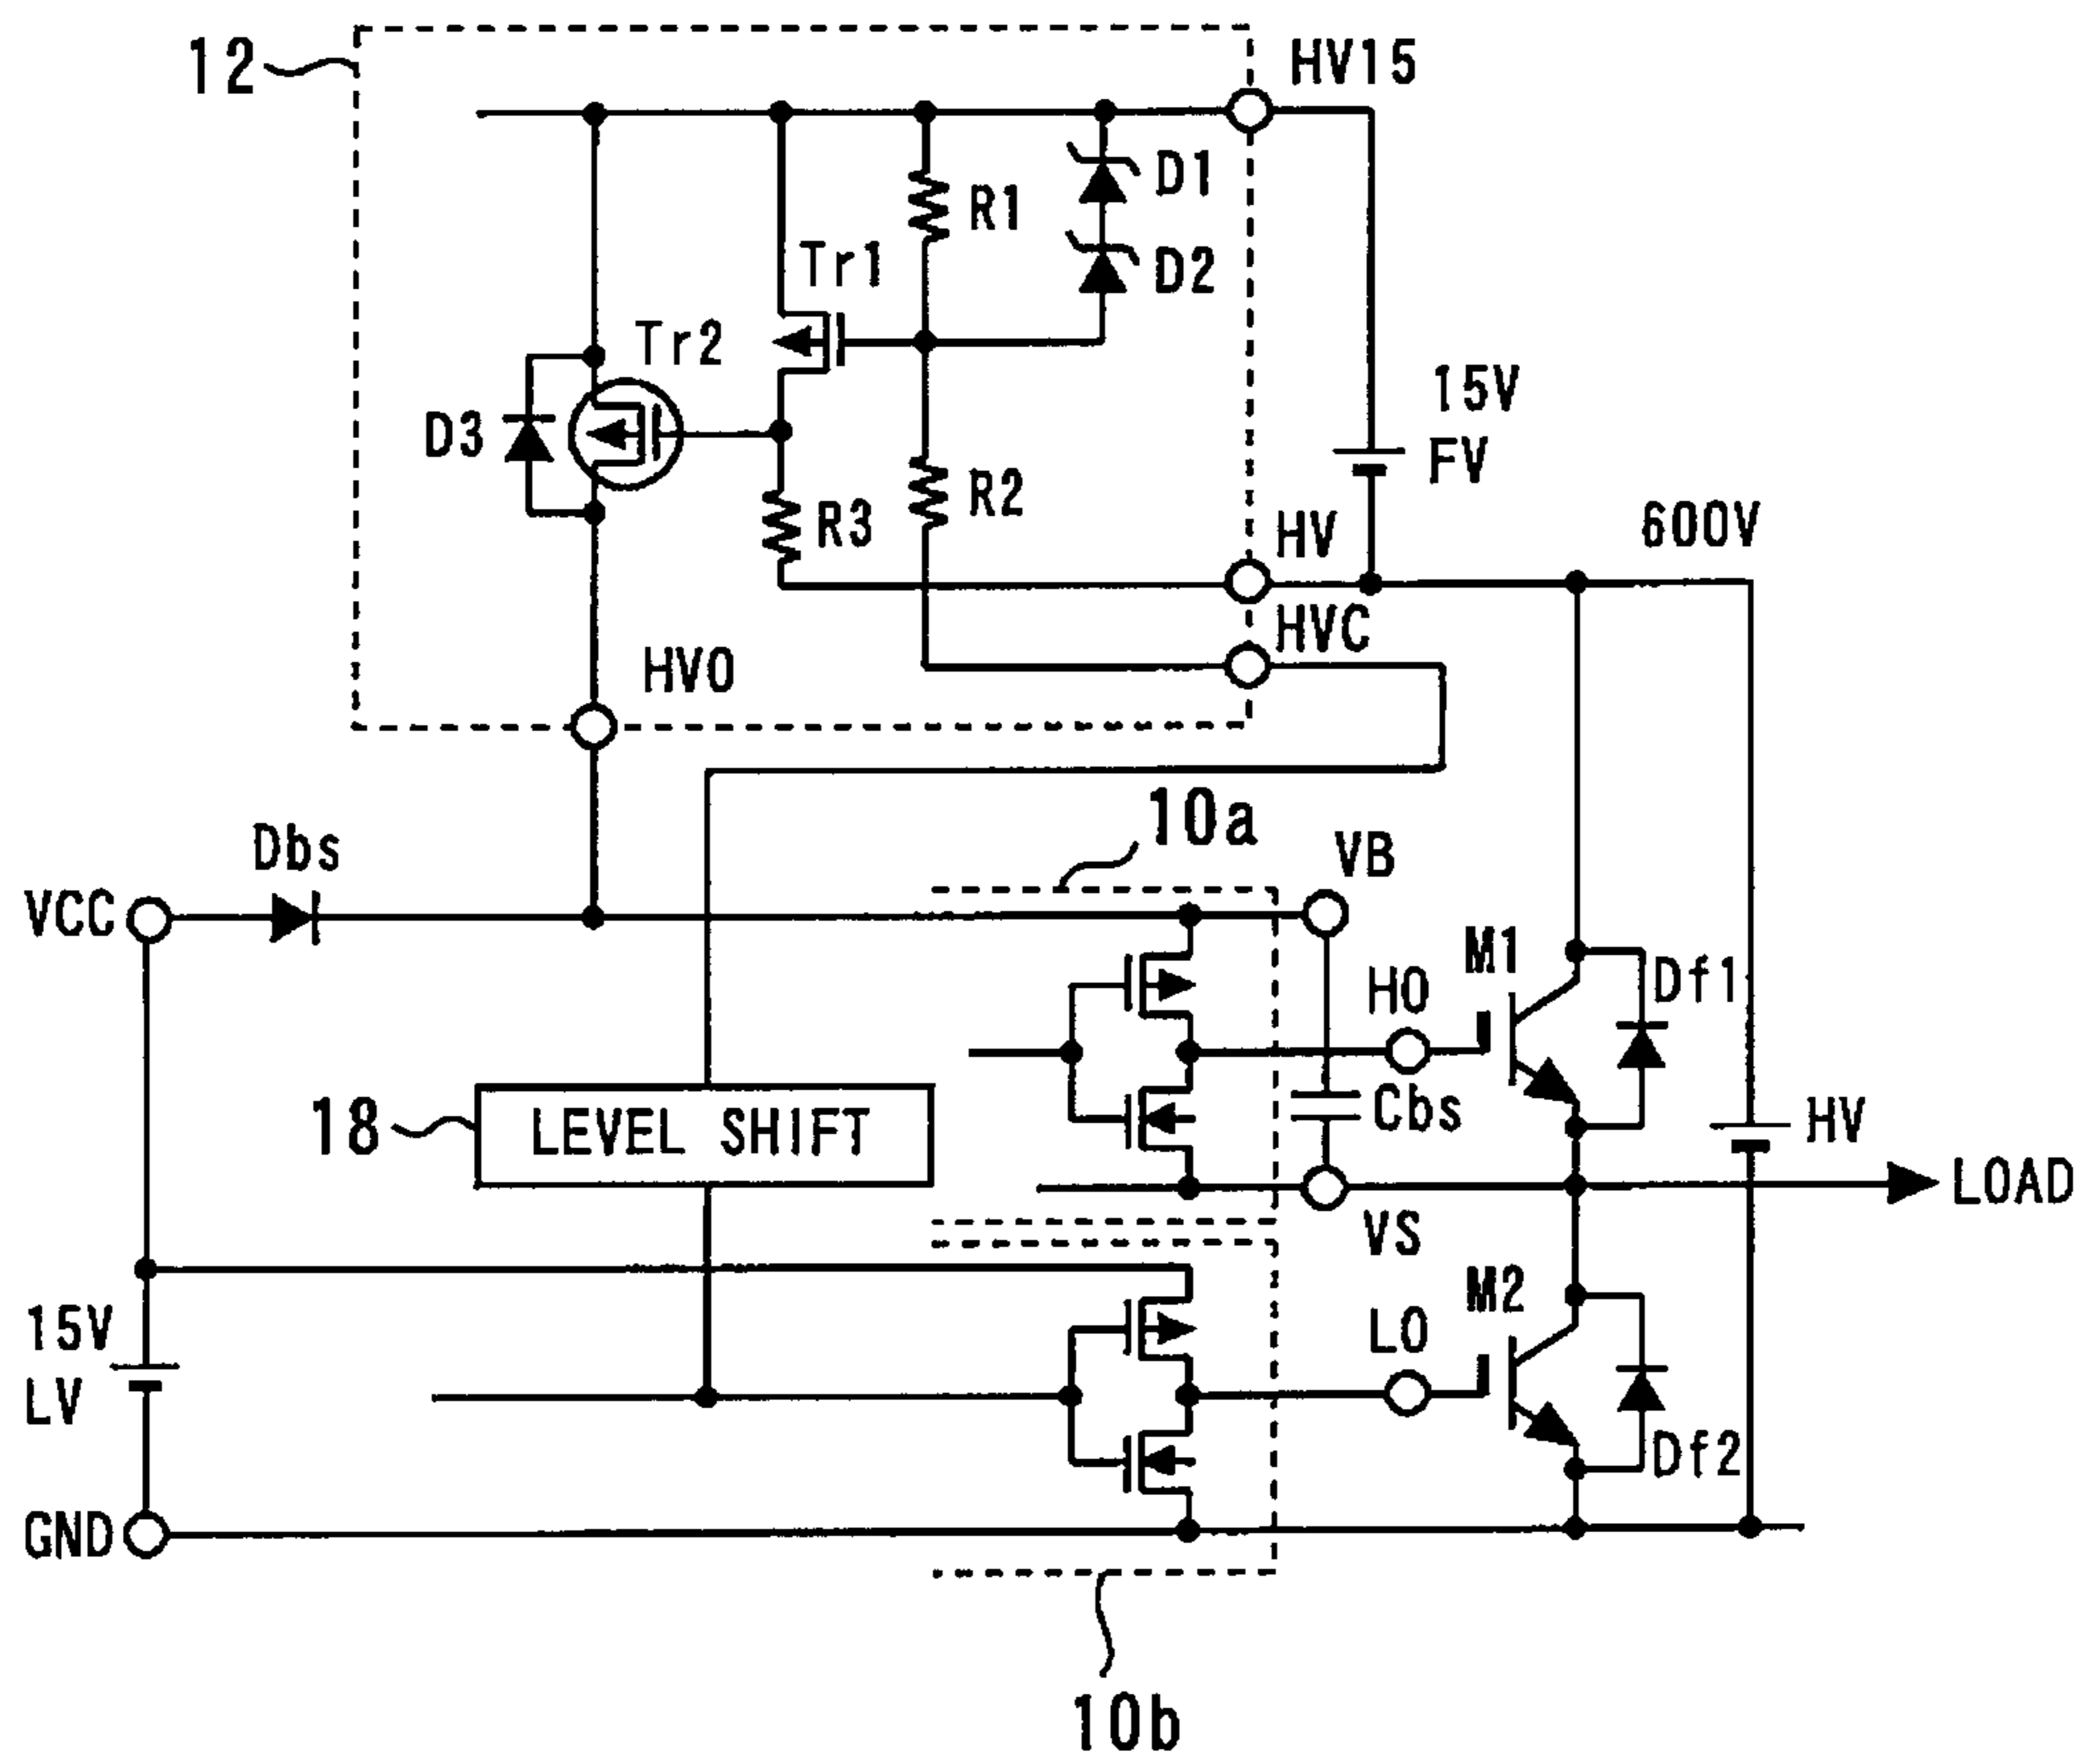 12
HV15
D1
R1
Tr1
D2
Tr2
15V
FV
D3
R2
R3
HV
600V
HVC
HVO
10a
Dbs
VB
VCC
M1
Df1
HO
18
LEVEL SHIFT
Cbs
HV
LOAD
VS
15V
LV
M2
LO
Df2
GND
10b